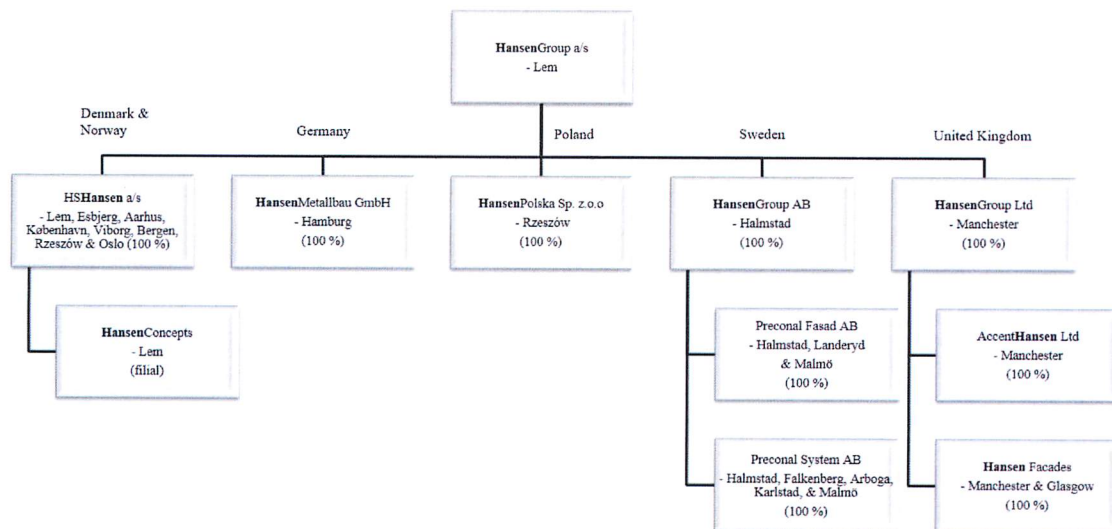 HansenGroup a/s
- Lem
Denmark &
Norway
Germany
Poland
Sweden
United Kingdom
HSHansen a/s
- Lem, Esbjerg, Aarhus,
København, Viborg, Bergen,
Rzeszów & Oslo (100 %)
HansenMetallbau GmbH
- Hamburg
(100 %)
HansenPolska Sp. z.o.o
- Rzeszów
(100 %)
HansenGroup AB
- Halmstad
(100 %)
HansenGroup Ltd
- Manchester
(100 %)
HansenConcepts
- Lem
(filial)
Preconal Fasad AB
- Halmstad, Landeryd
& Malmö
(100 %)
AccentHansen Ltd
- Manchester
(100 %)
Preconal System AB
- Halmstad, Falkenberg, Arboga,
Karlstad, & Malmö
(100 %)
Hansen Facades
- Manchester & Glasgow
(100 %)